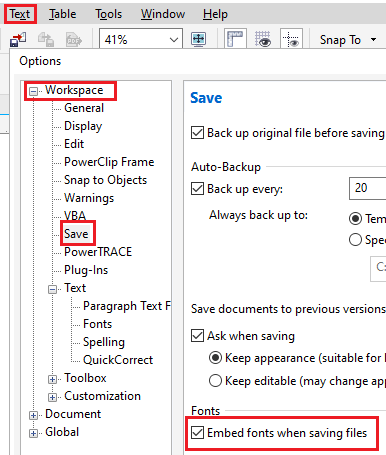 Text Table Tools Window Help
41% Snap To
Options
Workspace
General
Display
Edit
PowerClip Frame
Snap to Objects
Warnings
VBA
Save
PowerTRACE
Plug-Ins
Text
Paragraph Text F
Fonts
Spelling
QuickCorrect
Toolbox
Customization
Document
Global
Save
Back up original file before saving
Auto-Backup
Back up every: 20
Always back up to: Tem
Spec
C:
Save documents to previous versions
Ask when saving
Keep appearance (suitable for
Keep editable (may change app
Fonts
Embed fonts when saving files